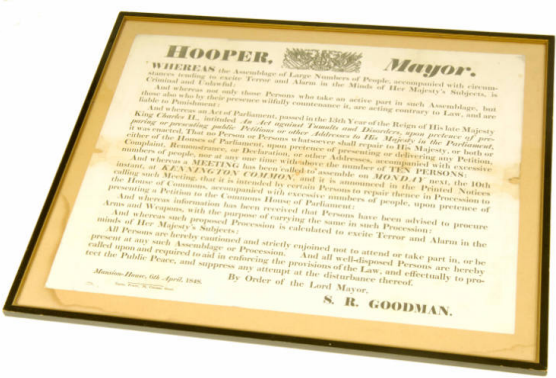 HOOPER, Mayor.
WHEREAS the Assemblage of Large Numbers of People, accompanied with circum-
stances tending to excite Terror and Alarm in the Minds of Her Majesty's Subjects, is
Criminal and Unlawful:
And whereas not only those Persons who take an active part in such Assemblage, but
those also who by their presence wilfully countenance it, are acting contrary to Law, and are
liable to Punishment:
And whereas an Act of Parliament, passed in the 13th Year of the Reign of His late Majesty
King Charles II., intituled An Act against Tumults and Disorders, upon pretence of pre-
paring or presenting public Petitions or other Addresses to His Majesty in the Parliament,
it was enacted, That no Person or Persons whatsoever shall repair to His Majesty, or both or
either of the Houses of Parliament, upon pretence of presenting or delivering any Petition,
Complaint, Remonstrance, or Declaration, or other Addresses, accompanied with excessive
numbers of people, nor at any one time with above the number of TEN PERSONS:
And whereas a MEETING has been called to assemble on MONDAY next, the 10th
instant, at KENNINGTON COMMON, and it is announced in the Printed Notices
calling such Meeting, that it is intended by certain Persons to repair thence in Procession to
the House of Commons, accompanied with excessive numbers of people, upon pretence of
presenting a Petition to the Commons House of Parliament:
And whereas information has been received that Persons have been advised to procure
Arms and Weapons, with the purpose of carrying the same in such Procession:
And whereas such proposed Procession is calculated to excite Terror and Alarm in the
minds of Her Majesty's Subjects:
All Persons are hereby cautioned and strictly enjoined not to attend or take part in, or be
present at any such Assemblage or Procession. And all well-disposed Persons are hereby
called upon and required to aid in enforcing the provisions of the Law, and effectually to pro-
tect the Public Peace, and suppress any attempt at the disturbance thereof.
Mansion-House, 6th April, 1848. By Order of the Lord Mayor,
S. R. GOODMAN.